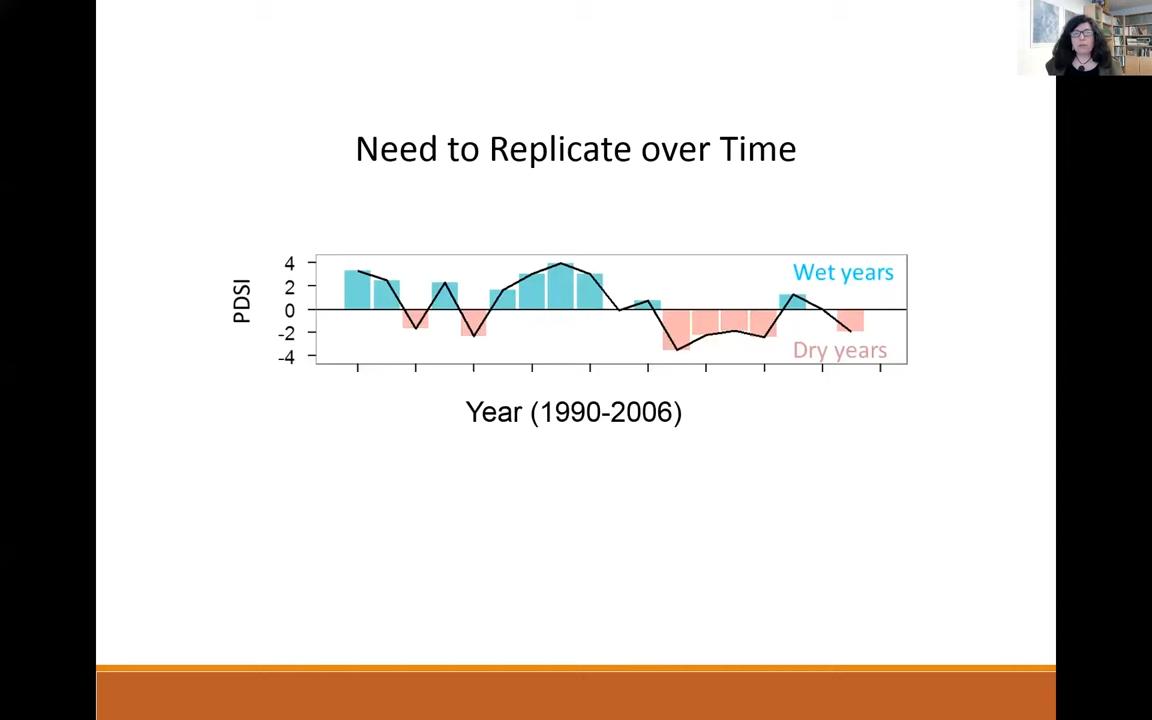 Need to Replicate over Time
PDSI
4
2
0
-2
-4
Wet years
Dry years
Year (1990-2006)